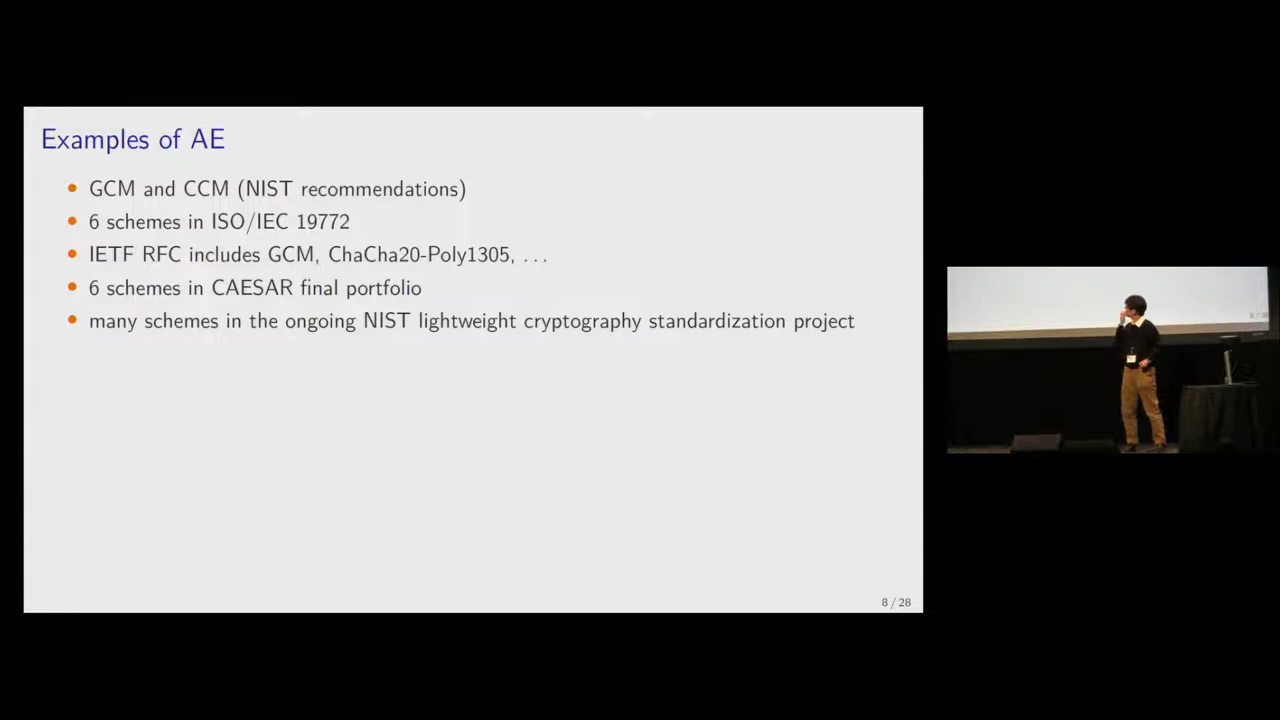 Examples of AE
• GCM and CCM (NIST recommendations)
• 6 schemes in ISO/IEC 19772
• IETF RFC includes GCM, ChaCha20-Poly1305, ...
• 6 schemes in CAESAR final portfolio
• many schemes in the ongoing NIST lightweight cryptography standardization project
8 / 28